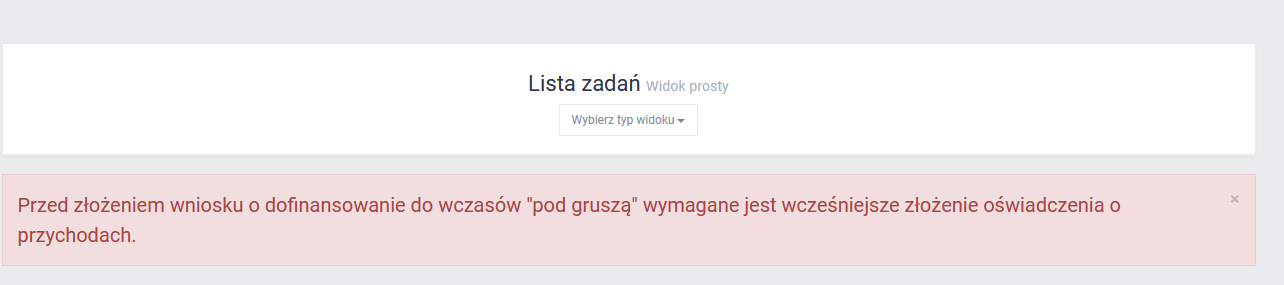 Lista zadań Widok prosty
Wybierz typ widoku
Przed złożeniem wniosku o dofinansowanie do wczasów "pod gruszą" wymagane jest wcześniejsze złożenie oświadczenia o
przychodach.
×